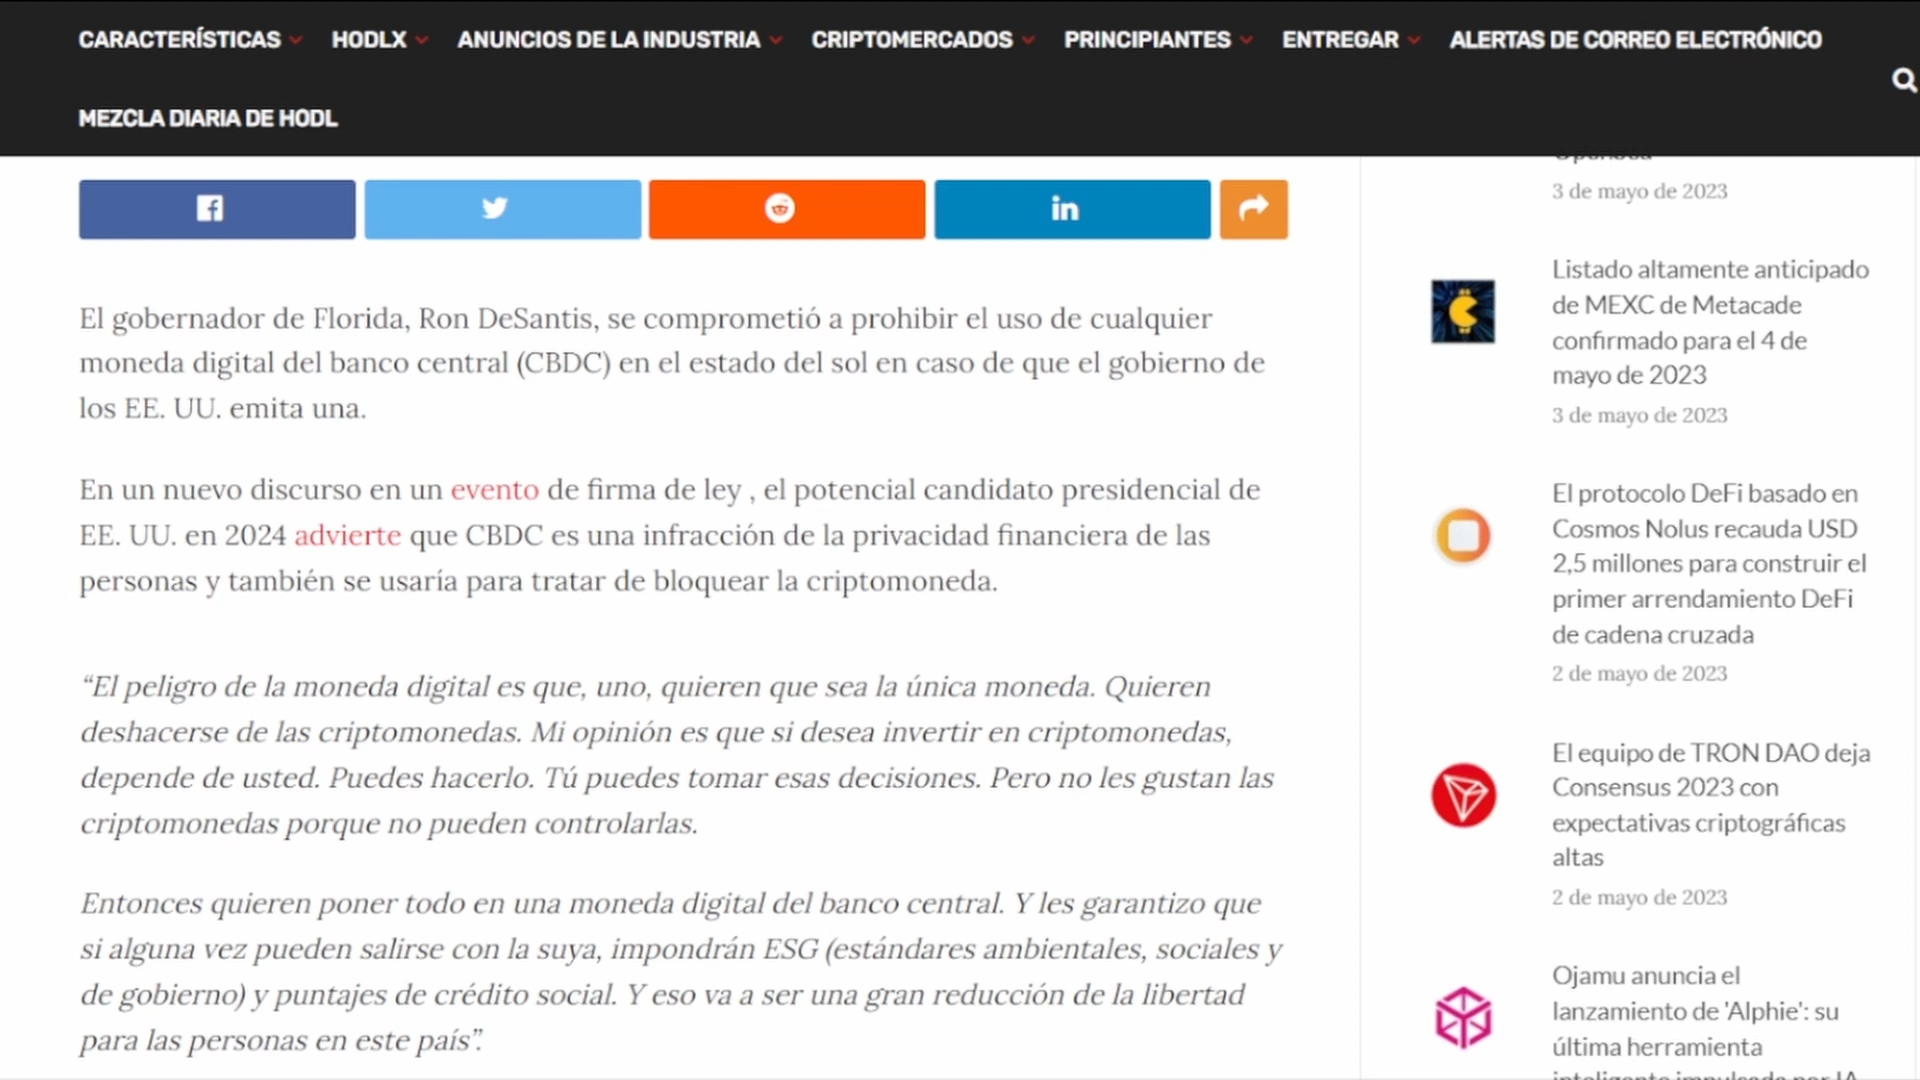 CARACTERÍSTICAS HODLX ANUNCIOS DE LA INDUSTRIA CRIPTOMERCADOS PRINCIPIANTES ENTREGAR ALERTAS DE CORREO ELECTRÓNICO
MEZCLA DIARIA DE HODL
El gobernador de Florida, Ron DeSantis, se comprometió a prohibir el uso de cualquier
moneda digital del banco central (CBDC) en el estado del sol en caso de que el gobierno de
los EE. UU. emita una.
En un nuevo discurso en un evento de firma de ley , el potencial candidato presidencial de
EE. UU. en 2024 advierte que CBDC es una infracción de la privacidad financiera de las
personas y también se usaría para tratar de bloquear la criptomoneda.
“El peligro de la moneda digital es que, uno, quieren que sea la única moneda. Quieren
deshacerse de las criptomonedas. Mi opinión es que si desea invertir en criptomonedas,
depende de usted. Puedes hacerlo. Tú puedes tomar esas decisiones. Pero no les gustan las
criptomonedas porque no pueden controlarlas.
Entonces quieren poner todo en una moneda digital del banco central. Y les garantizo que
si alguna vez pueden salirse con la suya, impondrán ESG (estándares ambientales, sociales y
de gobierno) y puntajes de crédito social. Y eso va a ser una gran reducción de la libertad
para las personas en este país”.
3 de mayo de 2023
Listado altamente anticipado
de MEXC de Metacade
confirmado para el 4 de
mayo de 2023
3 de mayo de 2023
El protocolo DeFi basado en
Cosmos Nolus recauda USD
2,5 millones para construir el
primer arrendamiento DeFi
de cadena cruzada
2 de mayo de 2023
El equipo de TRON DAO deja
Consensus 2023 con
expectativas criptográficas
altas
2 de mayo de 2023
Ojamu anuncia el
lanzamiento de 'Alphie': su
última herramienta